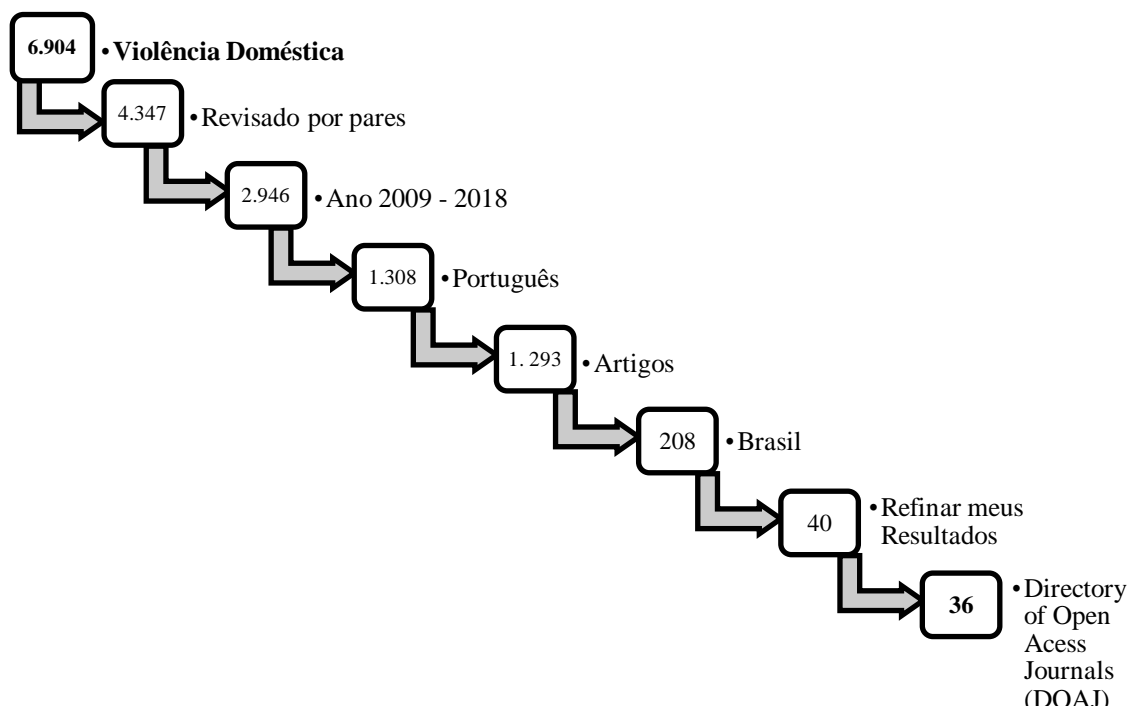 6.904 •Violência Doméstica
4.347 •Revisado por pares
2.946 •Ano 2009 - 2018
1.308 •Português
1. 293 •Artigos
208 •Brasil
40 •Refinar meus
Resultados
36 •Directory
of Open
Acess
Journals
(DOAJ)